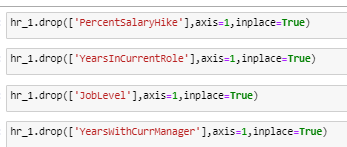 hr_1.drop(['PercentSalaryHike'],axis=1,inplace=True)
hr_1.drop(['YearsInCurrentRole'],axis=1,inplace=True)
hr_1.drop(['JobLevel'],axis=1,inplace=True)
hr_1.drop(['YearsWithCurrManager'],axis=1,inplace=True)